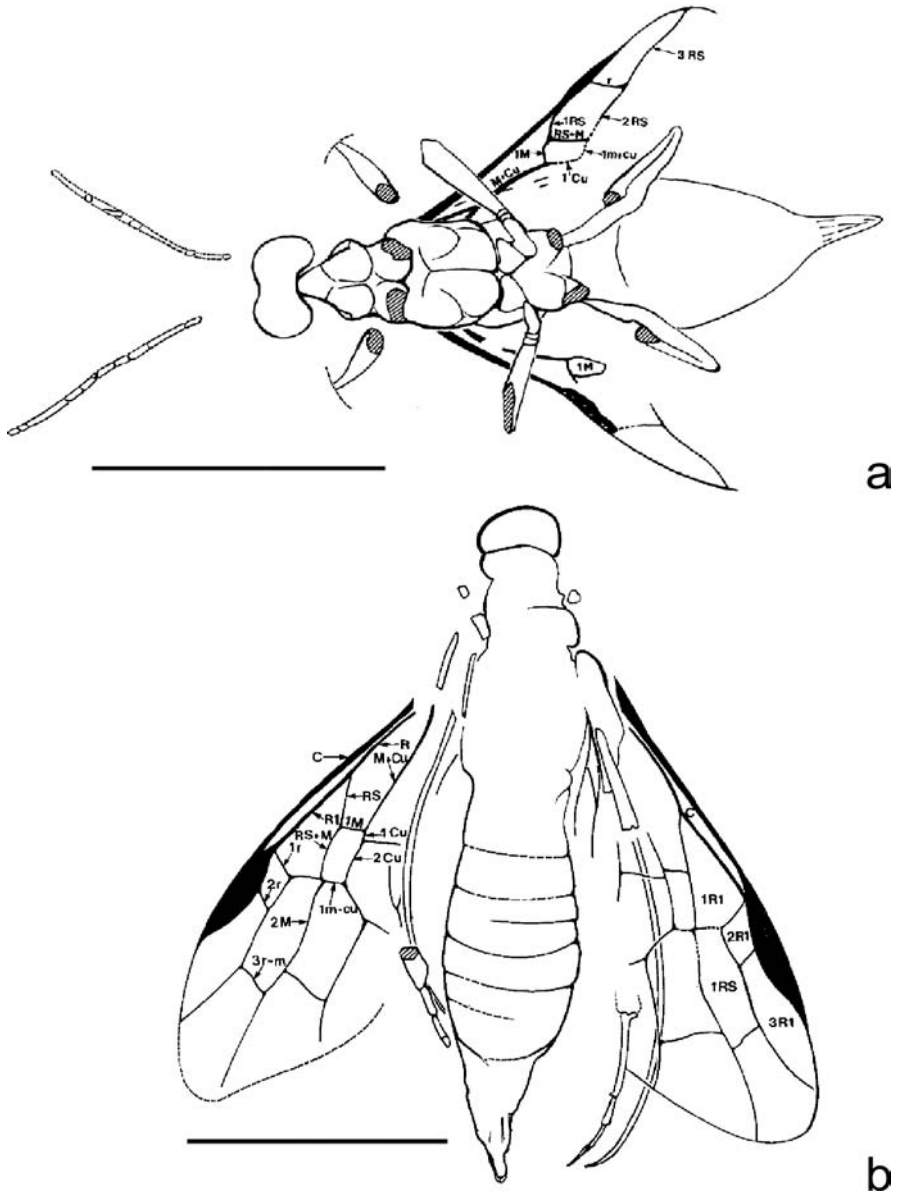 3 RS
r
1RS
2 RS
RS+M
1M
1m+cu
M+Cu
1 Cu
1M
a
R
C
M+Cu
RS
R1
1M
RS+M
1 Cu
1r
2 Cu
2r
1m-cu
2M
3r-m
C
1R1
2R1
1RS
3R1
b